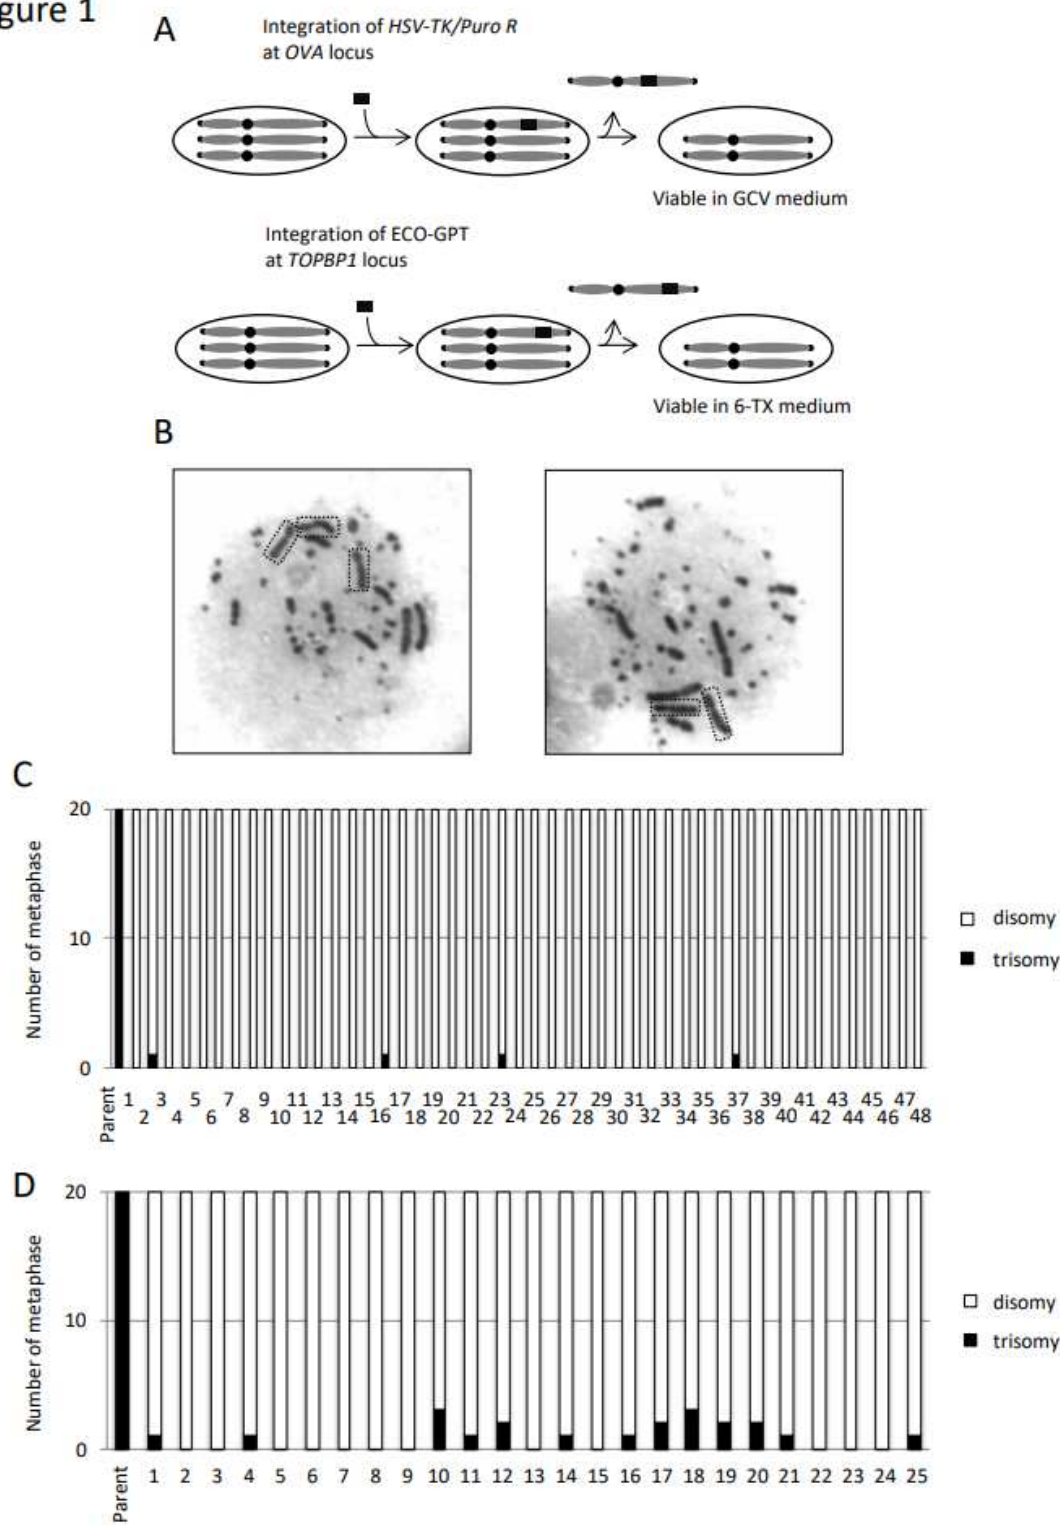 gure 1
A
Integration of HSV-TK/Puro R
at OVA locus
Viable in GCV medium
Integration of ECO-GPT
at TOPBP1 locus
Viable in 6-TX medium
B
C
20
10
0
Number of metaphase
disomy
trisomy
Parent
1 3 5 7 9 11 13 15 17 19 21 23 25 27 29 31 33 35 37 39 41 43 45 47
2 4 6 8 10 12 14 16 18 20 22 24 26 28 30 32 34 36 38 40 42 44 46 48
D
20
10
0
Number of metaphase
disomy
trisomy
Parent
1 2 3 4 5 6 7 8 9 10 11 12 13 14 15 16 17 18 19 20 21 22 23 24 25